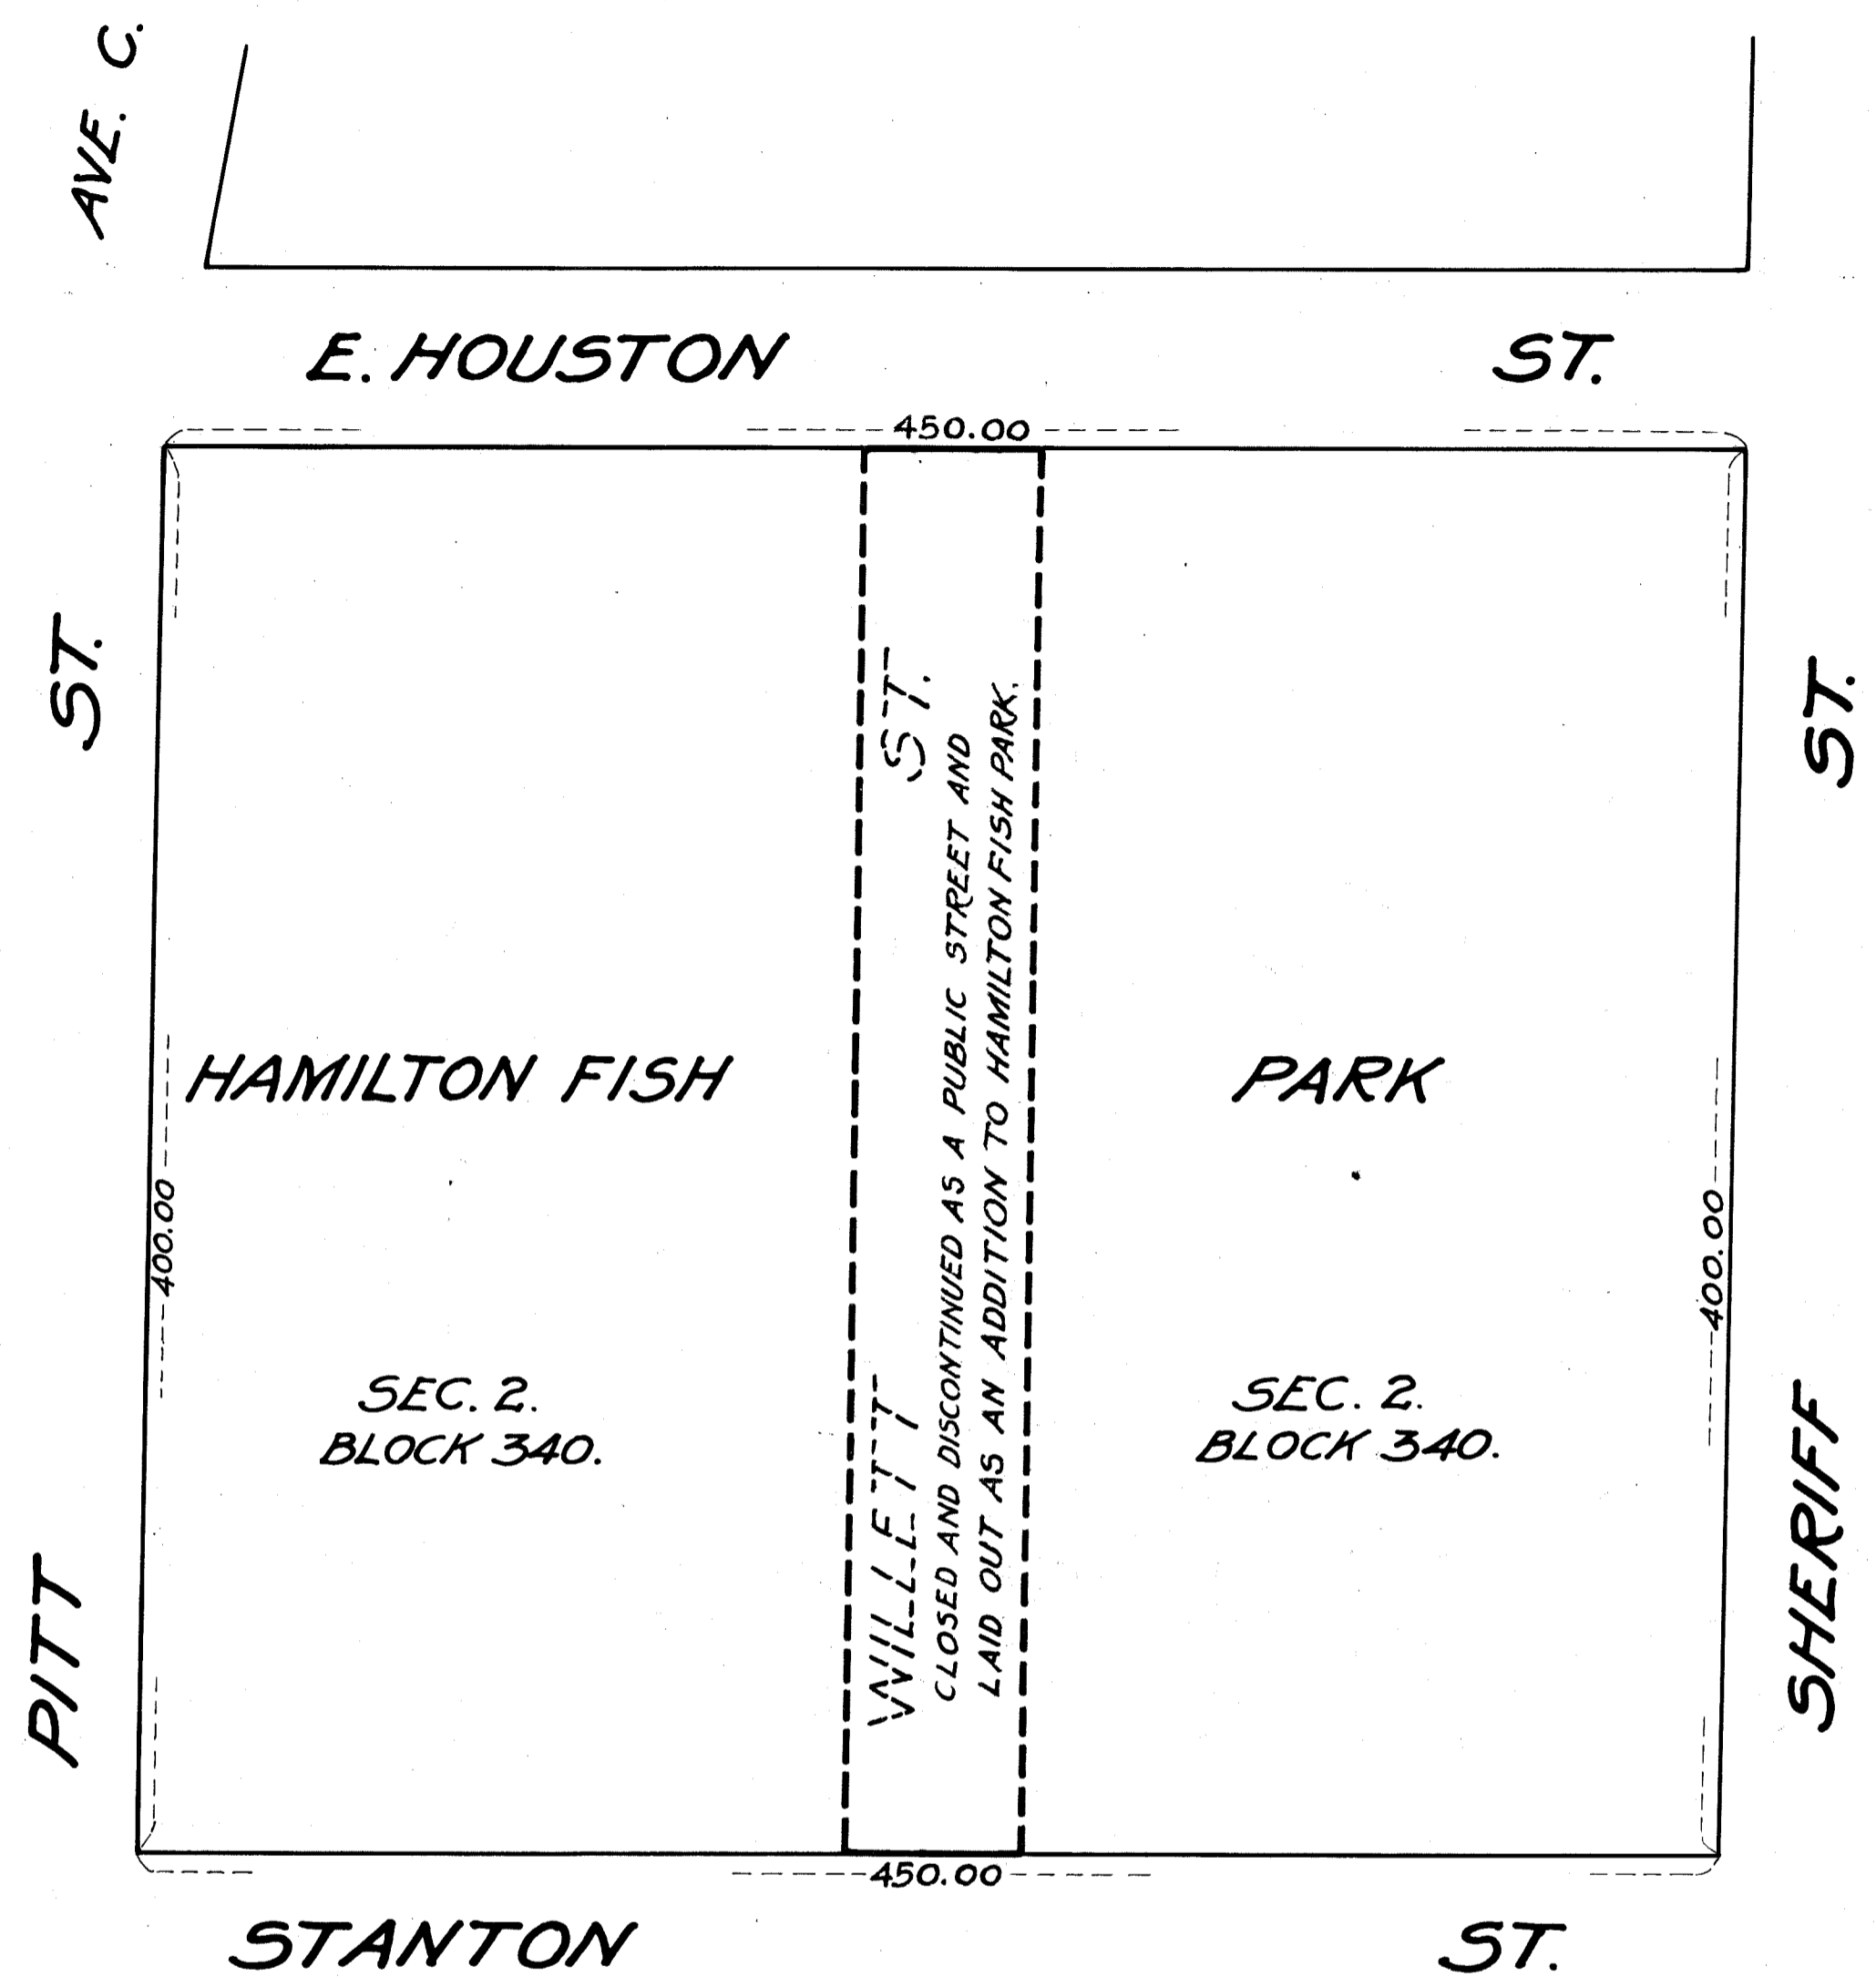 AVE. C.
E. HOUSTON ST.
450.00
PITT ST.
SHERIFF ST.
HAMILTON FISH PARK
WILLETT ST.
CLOSED AND DISCONTINUED AS A PUBLIC STREET AND
LAID OUT AS AN ADDITION TO HAMILTON FISH PARK.
400.00
400.00
SEC. 2.
BLOCK 340.
SEC. 2.
BLOCK 340.
450.00
STANTON ST.